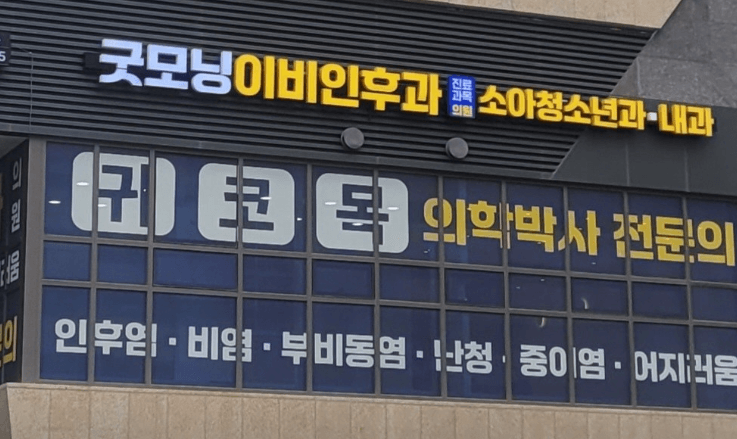 굿모닝이비인후과 진료과목 의원 소아청소년과·내과
귀 코 목 의학박사 전문의
인후염·비염·부비동염·난청·중이염·어지러움